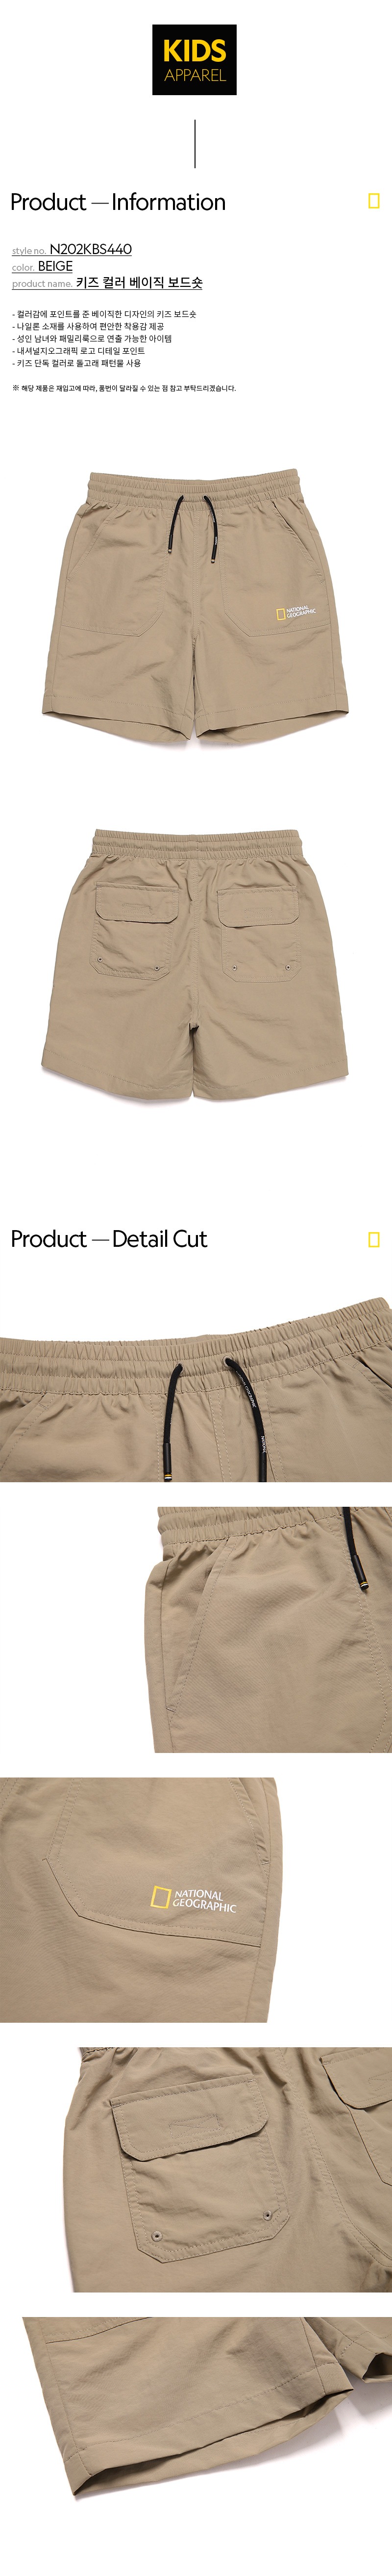 KIDS
APPAREL
Product — Information
style no. N202KBS440
color. BEIGE
product name. 키즈 컬러 베이직 보드숏
- 컬러감에 포인트를 준 베이직한 디자인의 키즈 보드숏
- 나일론 소재를 사용하여 편안한 착용감 제공
- 성인 남녀와 패밀리룩으로 연출 가능한 아이템
- 내셔널지오그래픽 로고 디테일 포인트
- 키즈 단독 컬러로 돌고래 패턴물 사용
※ 해당 제품은 재입고에 따라, 품번이 달라질 수 있는 점 참고 부탁드리겠습니다.
NATIONAL
GEOGRAPHIC
Product — Detail Cut
NATIONAL
GEOGRAPHIC